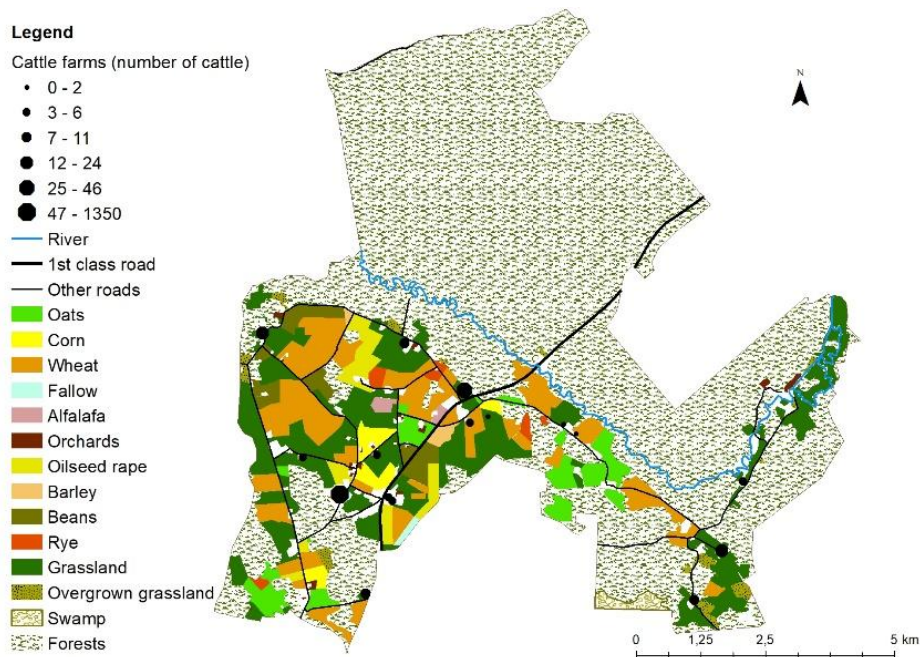 Legend
Cattle farms (number of cattle)
0 - 2
3 - 6
7 - 11
12 - 24
25 - 46
47 - 1350
River
1st class road
Other roads
Oats
Corn
Wheat
Fallow
Alfalafa
Orchards
Oilseed rape
Barley
Beans
Rye
Grassland
Overgrown grassland
Swamp
Forests
N
0 1,25 2,5 5 km